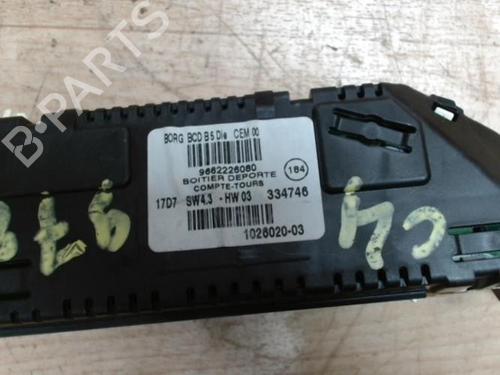 BORG BCD B5 Die CEM 00
9662226080
BOITIER DEPORTE
COMPTE-TOURS
184
17D7 SW4,3 - HW 03 334746
1026020-03
C4
B-PARTS